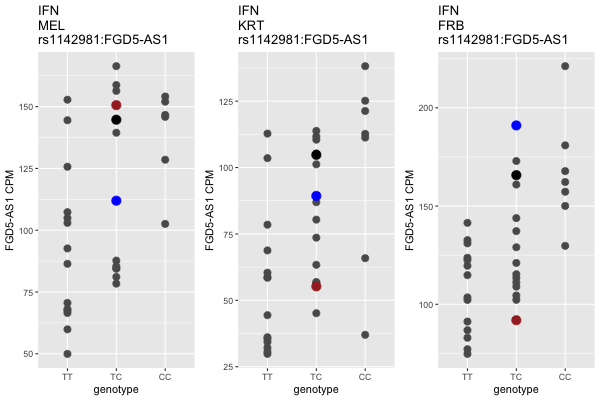 IFN
MEL
rs1142981:FGD5-AS1
FGD5-AS1 CPM
150
125
100
75
50
TT TC CC
genotype
IFN
KRT
rs1142981:FGD5-AS1
FGD5-AS1 CPM
125
100
75
50
25
TT TC CC
genotype
IFN
FRB
rs1142981:FGD5-AS1
FGD5-AS1 CPM
200
150
100
TT TC CC
genotype